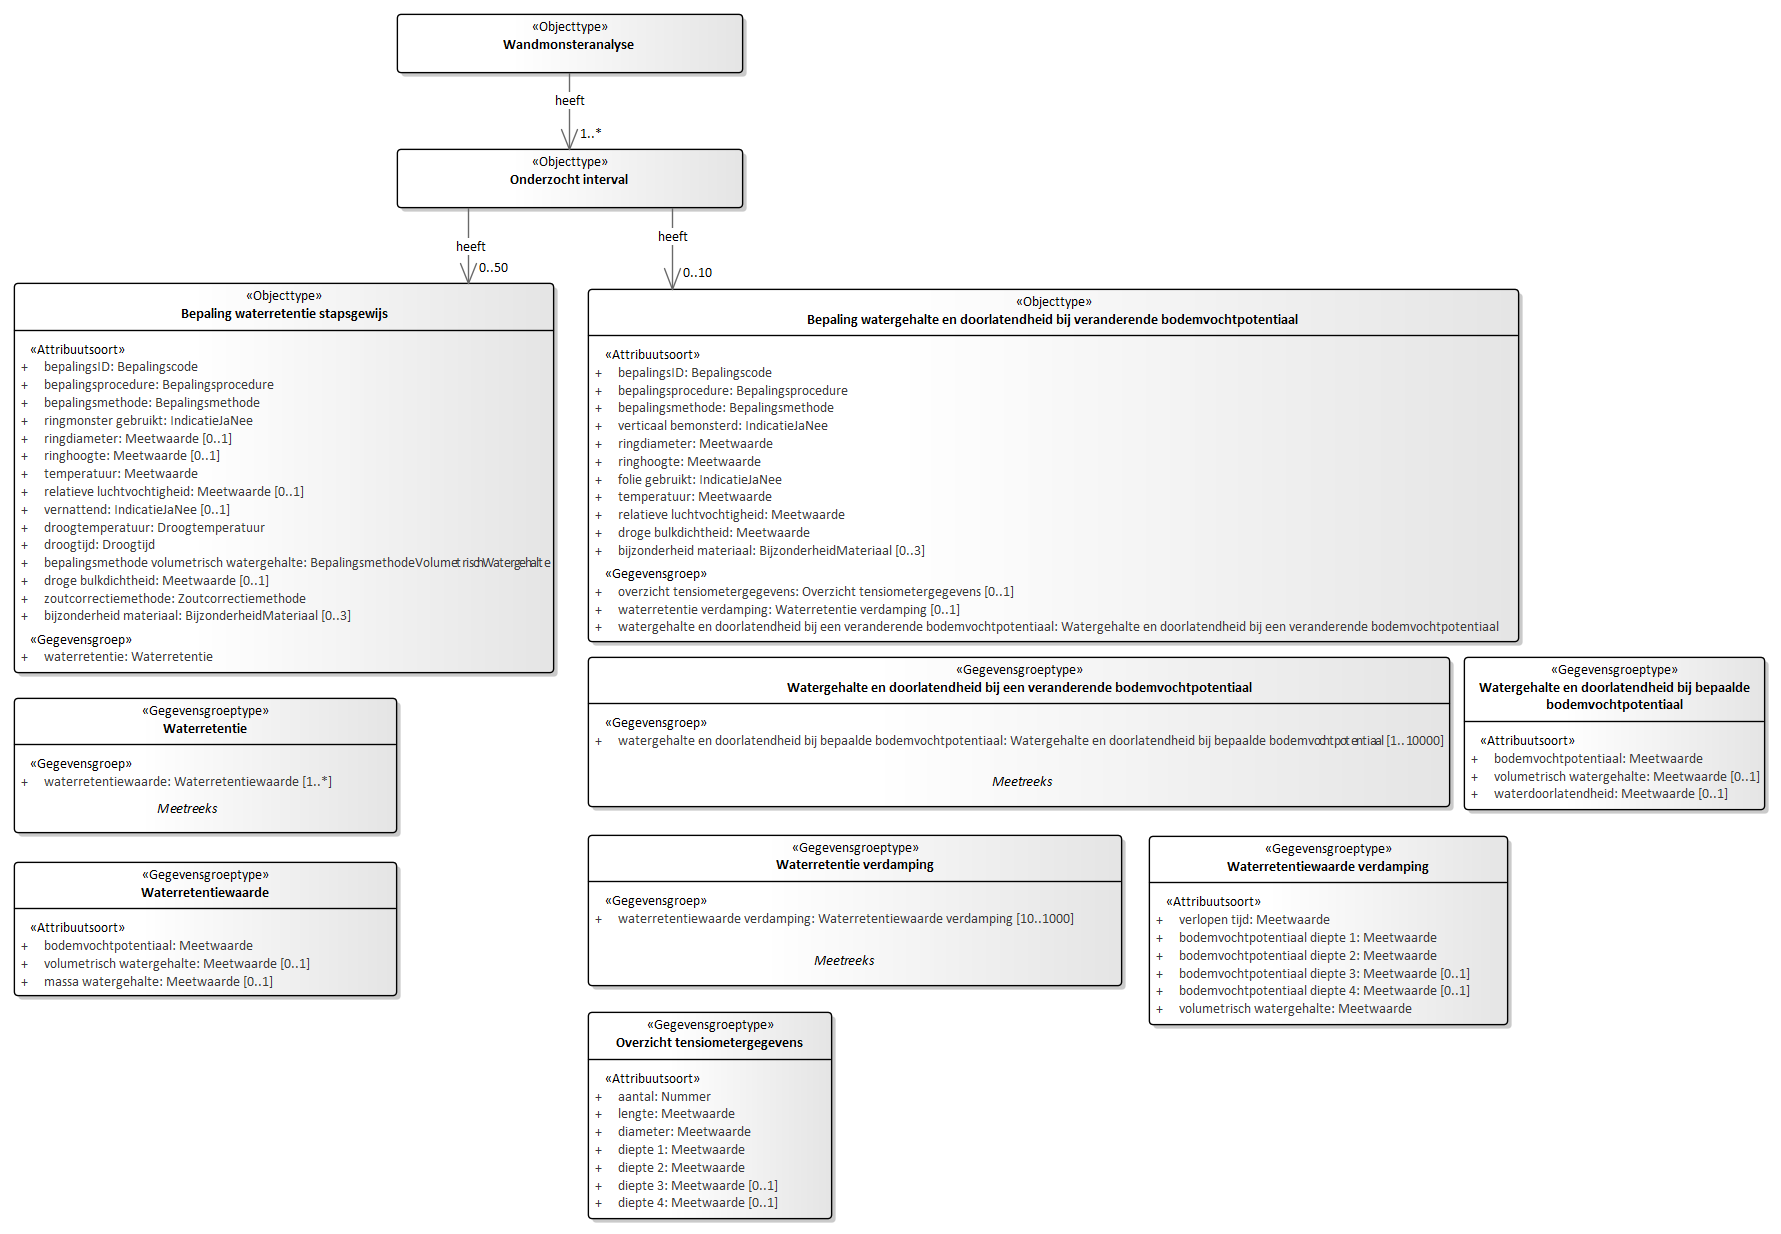 «Objecttype»
Wandmonsteranalyse
heeft
1..*
«Objecttype»
Onderzocht interval
heeft
0..50
heeft
0..10
«Objecttype»
Bepaling waterretentie stapsgewijs
«Attribuutsoort»
+ bepalingsID: Bepalingscode
+ bepalingsprocedure: Bepalingsprocedure
+ bepalingsmethode: Bepalingsmethode
+ ringmonster gebruikt: IndicatieJaNee
+ ringdiameter: Meetwaarde [0..1]
+ ringhoogte: Meetwaarde [0..1]
+ temperatuur: Meetwaarde
+ relatieve luchtvochtigheid: Meetwaarde [0..1]
+ vernattend: IndicatieJaNee [0..1]
+ droogtemperatuur: Droogtemperatuur
+ droogtijd: Droogtijd
+ bepalingsmethode volumetrisch watergehalte: BepalingsmethodeVolumetrischWatergehalte
+ droge bulkdichtheid: Meetwaarde [0..1]
+ zoutcorrectiemethode: Zoutcorrectiemethode
+ bijzonderheid materiaal: BijzonderheidMateriaal [0..3]
«Gegevensgroep»
+ waterretentie: Waterretentie
«Objecttype»
Bepaling watergehalte en doorlatendheid bij veranderende bodemvochtpotentiaal
«Attribuutsoort»
+ bepalingsID: Bepalingscode
+ bepalingsprocedure: Bepalingsprocedure
+ bepalingsmethode: Bepalingsmethode
+ verticaal bemonsterd: IndicatieJaNee
+ ringdiameter: Meetwaarde
+ ringhoogte: Meetwaarde
+ folie gebruikt: IndicatieJaNee
+ temperatuur: Meetwaarde
+ relatieve luchtvochtigheid: Meetwaarde
+ droge bulkdichtheid: Meetwaarde
+ bijzonderheid materiaal: BijzonderheidMateriaal [0..3]
«Gegevensgroep»
+ overzicht tensiometergegevens: Overzicht tensiometergegevens [0..1]
+ waterretentie verdamping: Waterretentie verdamping [0..1]
+ watergehalte en doorlatendheid bij een veranderende bodemvochtpotentiaal: Watergehalte en doorlatendheid bij een veranderende bodemvochtpotentiaal
«Gegevensgroeptype»
Waterretentie
«Gegevensgroep»
+ waterretentiewaarde: Waterretentiewaarde [1..*]
Meetreeks
«Gegevensgroeptype»
Waterretentiewaarde
«Attribuutsoort»
+ bodemvochtpotentiaal: Meetwaarde
+ volumetrisch watergehalte: Meetwaarde [0..1]
+ massa watergehalte: Meetwaarde [0..1]
«Gegevensgroeptype»
Watergehalte en doorlatendheid bij een veranderende bodemvochtpotentiaal
«Gegevensgroep»
+ watergehalte en doorlatendheid bij bepaalde bodemvochtpotentiaal: Watergehalte en doorlatendheid bij bepaalde bodemvochtpotentiaal [1..10000]
Meetreeks
«Gegevensgroeptype»
Watergehalte en doorlatendheid bij bepaalde
bodemvochtpotentiaal
«Attribuutsoort»
+ bodemvochtpotentiaal: Meetwaarde
+ volumetrisch watergehalte: Meetwaarde [0..1]
+ waterdoorlatendheid: Meetwaarde [0..1]
«Gegevensgroeptype»
Waterretentie verdamping
«Gegevensgroep»
+ waterretentiewaarde verdamping: Waterretentiewaarde verdamping [10..1000]
Meetreeks
«Gegevensgroeptype»
Waterretentiewaarde verdamping
«Attribuutsoort»
+ verlopen tijd: Meetwaarde
+ bodemvochtpotentiaal diepte 1: Meetwaarde
+ bodemvochtpotentiaal diepte 2: Meetwaarde
+ bodemvochtpotentiaal diepte 3: Meetwaarde [0..1]
+ bodemvochtpotentiaal diepte 4: Meetwaarde [0..1]
+ volumetrisch watergehalte: Meetwaarde
«Gegevensgroeptype»
Overzicht tensiometergegevens
«Attribuutsoort»
+ aantal: Nummer
+ lengte: Meetwaarde
+ diameter: Meetwaarde
+ diepte 1: Meetwaarde
+ diepte 2: Meetwaarde
+ diepte 3: Meetwaarde [0..1]
+ diepte 4: Meetwaarde [0..1]